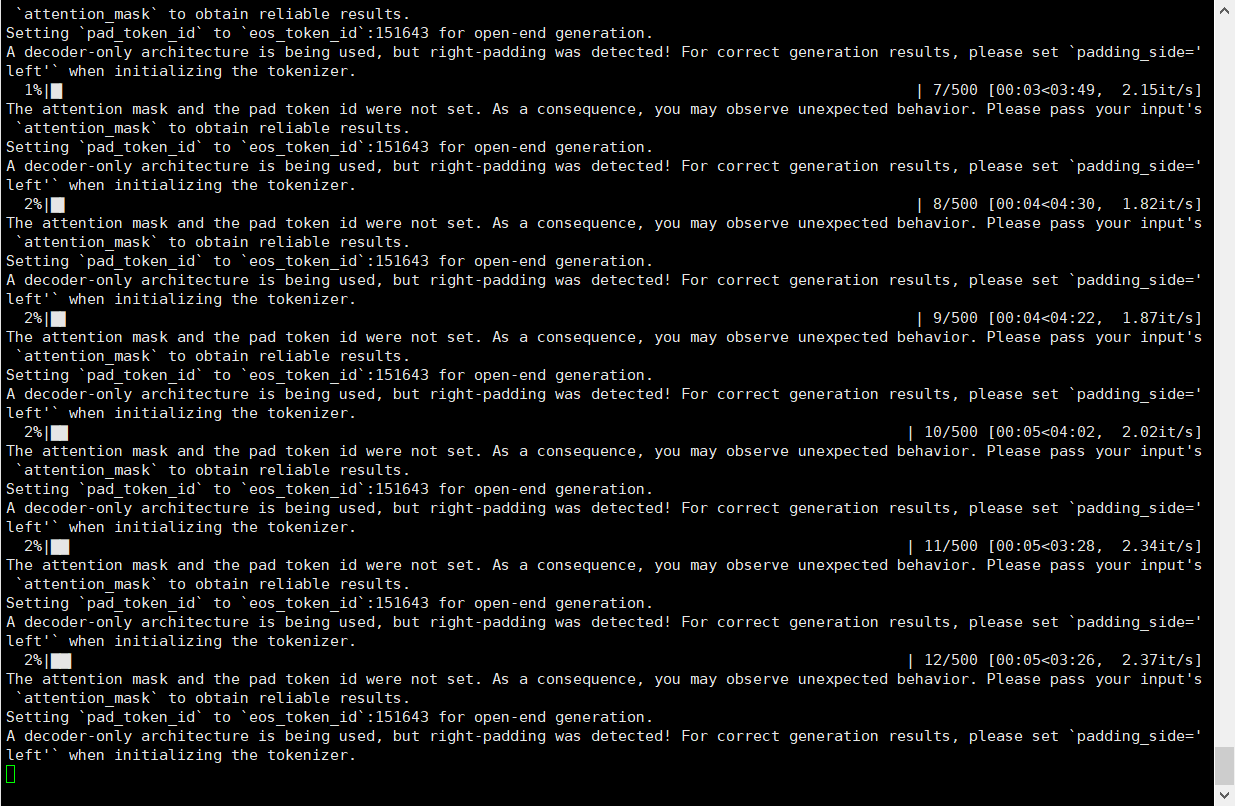 `attention_mask` to obtain reliable results.
Setting `pad_token_id` to `eos_token_id`:151643 for open-end generation.
A decoder-only architecture is being used, but right-padding was detected! For correct generation results, please set `padding_side='
left'` when initializing the tokenizer.
1%| | 7/500 [00:03<03:49, 2.15it/s]
The attention mask and the pad token id were not set. As a consequence, you may observe unexpected behavior. Please pass your input's
`attention_mask` to obtain reliable results.
Setting `pad_token_id` to `eos_token_id`:151643 for open-end generation.
A decoder-only architecture is being used, but right-padding was detected! For correct generation results, please set `padding_side='
left'` when initializing the tokenizer.
2%| | 8/500 [00:04<04:30, 1.82it/s]
The attention mask and the pad token id were not set. As a consequence, you may observe unexpected behavior. Please pass your input's
`attention_mask` to obtain reliable results.
Setting `pad_token_id` to `eos_token_id`:151643 for open-end generation.
A decoder-only architecture is being used, but right-padding was detected! For correct generation results, please set `padding_side='
left'` when initializing the tokenizer.
2%| | 9/500 [00:04<04:22, 1.87it/s]
The attention mask and the pad token id were not set. As a consequence, you may observe unexpected behavior. Please pass your input's
`attention_mask` to obtain reliable results.
Setting `pad_token_id` to `eos_token_id`:151643 for open-end generation.
A decoder-only architecture is being used, but right-padding was detected! For correct generation results, please set `padding_side='
left'` when initializing the tokenizer.
2%| | 10/500 [00:05<04:02, 2.02it/s]
The attention mask and the pad token id were not set. As a consequence, you may observe unexpected behavior. Please pass your input's
`attention_mask` to obtain reliable results.
Setting `pad_token_id` to `eos_token_id`:151643 for open-end generation.
A decoder-only architecture is being used, but right-padding was detected! For correct generation results, please set `padding_side='
left'` when initializing the tokenizer.
2%| | 11/500 [00:05<03:28, 2.34it/s]
The attention mask and the pad token id were not set. As a consequence, you may observe unexpected behavior. Please pass your input's
`attention_mask` to obtain reliable results.
Setting `pad_token_id` to `eos_token_id`:151643 for open-end generation.
A decoder-only architecture is being used, but right-padding was detected! For correct generation results, please set `padding_side='
left'` when initializing the tokenizer.
2%| | 12/500 [00:05<03:26, 2.37it/s]
The attention mask and the pad token id were not set. As a consequence, you may observe unexpected behavior. Please pass your input's
`attention_mask` to obtain reliable results.
Setting `pad_token_id` to `eos_token_id`:151643 for open-end generation.
A decoder-only architecture is being used, but right-padding was detected! For correct generation results, please set `padding_side='
left'` when initializing the tokenizer.